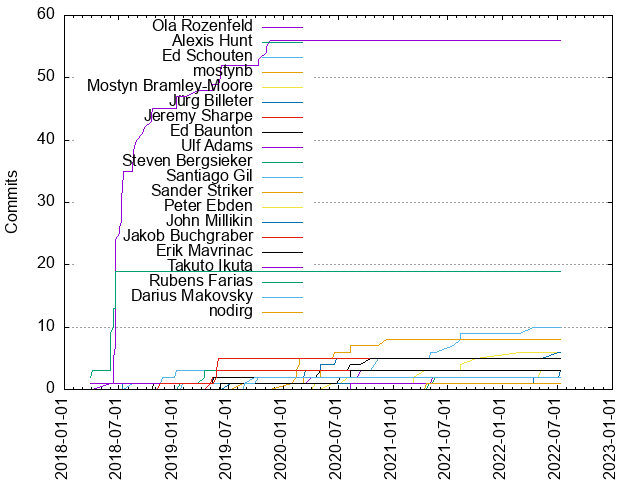 60
50
40
30
20
10
0
Commits
Ola Rozenfeld
Alexis Hunt
Ed Schouten
mostynb
Mostyn Bramley-Moore
Jürg Billeter
Jeremy Sharpe
Ed Baunton
Ulf Adams
Steven Bergsieker
Santiago Gil
Sander Striker
Peter Ebden
John Millikin
Jakob Buchgraber
Erik Mavrinac
Takuto Ikuta
Rubens Farias
Darius Makovsky
nodirg
2018-01-01
2018-07-01
2019-01-01
2019-07-01
2020-01-01
2020-07-01
2021-01-01
2021-07-01
2022-01-01
2022-07-01
2023-01-01